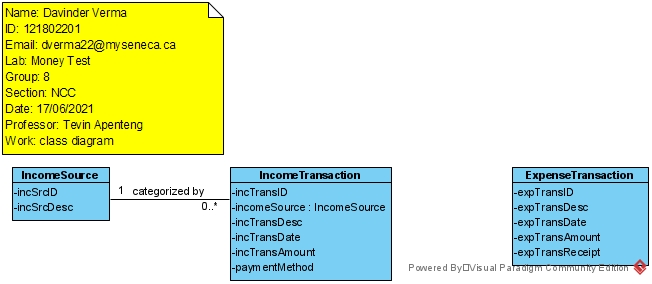 Name: Davinder Verma
ID: 121802201
Email: dverma22@myseneca.ca
Lab: Money Test
Group: 8
Section: NCC
Date: 17/06/2021
Professor: Tevin Apenteng
Work: class diagram
IncomeSource
-incSrcID
-incSrcDesc
1 categorized by
0..*
IncomeTransaction
-incTransID
-incomeSource : IncomeSource
-incTransDesc
-incTransDate
-incTransAmount
-paymentMethod
ExpenseTransaction
-expTransID
-expTransDesc
-expTransDate
-expTransAmount
-expTransReceipt
Powered By Visual Paradigm Community Edition